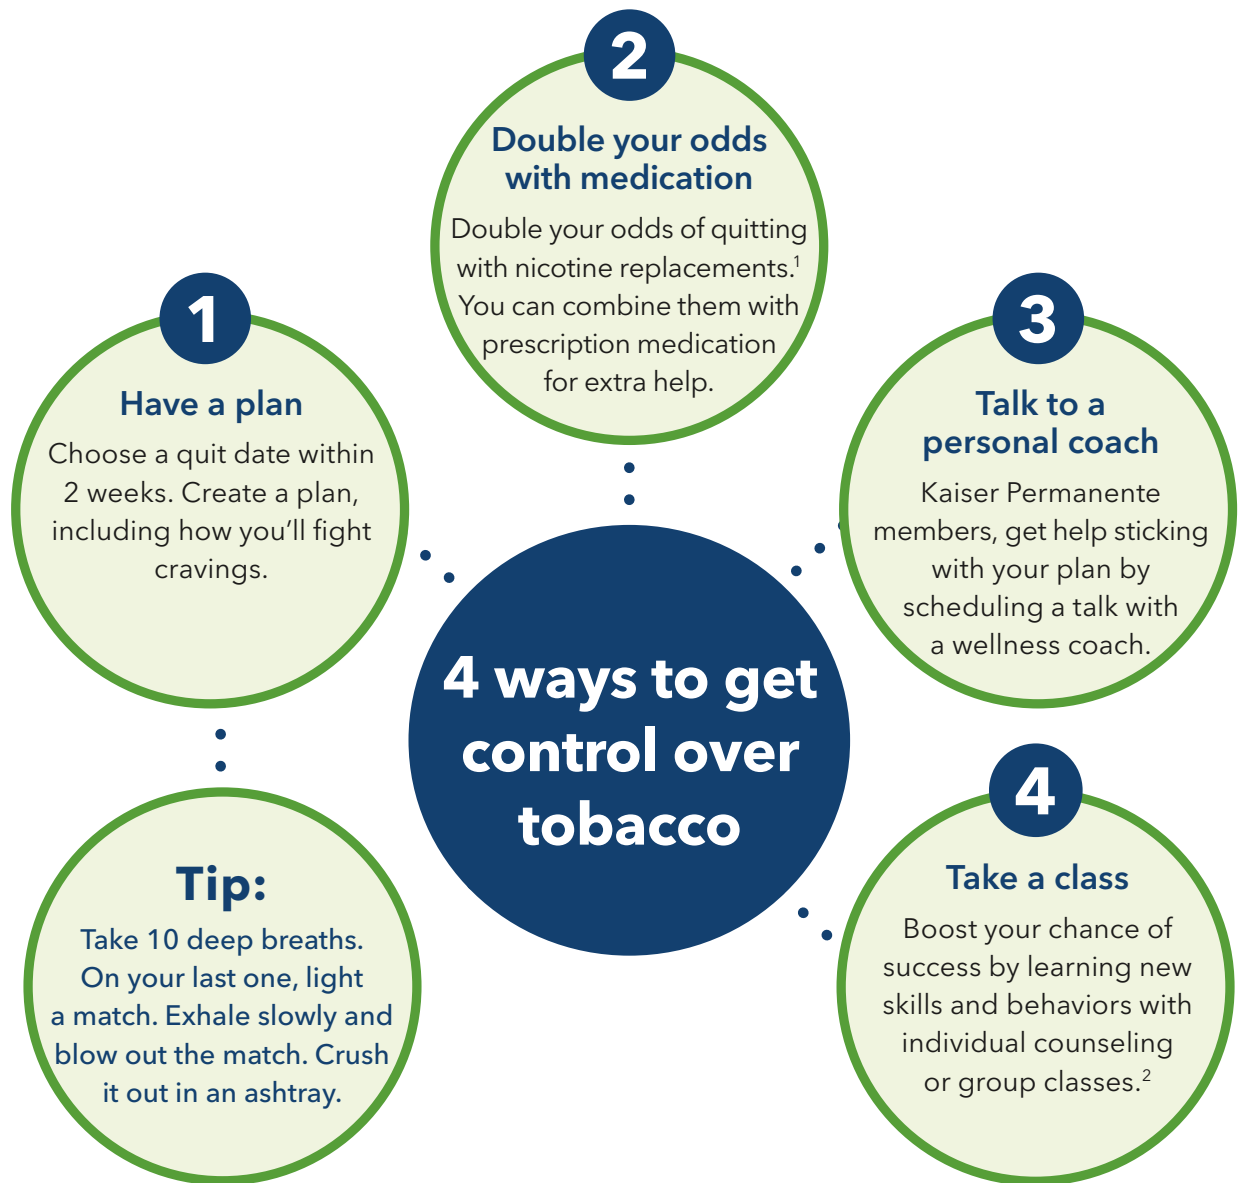 4 ways to get
control over
tobacco
1
Have a plan
Choose a quit date within
2 weeks. Create a plan,
including how you’ll fight
cravings.
Tip:
Take 10 deep breaths.
On your last one, light
a match. Exhale slowly and
blow out the match. Crush
it out in an ashtray.
2
Double your odds
with medication
Double your odds of quitting
with nicotine replacements.¹
You can combine them with
prescription medication
for extra help.
3
Talk to a
personal coach
Kaiser Permanente
members, get help sticking
with your plan by
scheduling a talk with
a wellness coach.
4
Take a class
Boost your chance of
success by learning new
skills and behaviors with
individual counseling
or group classes.²